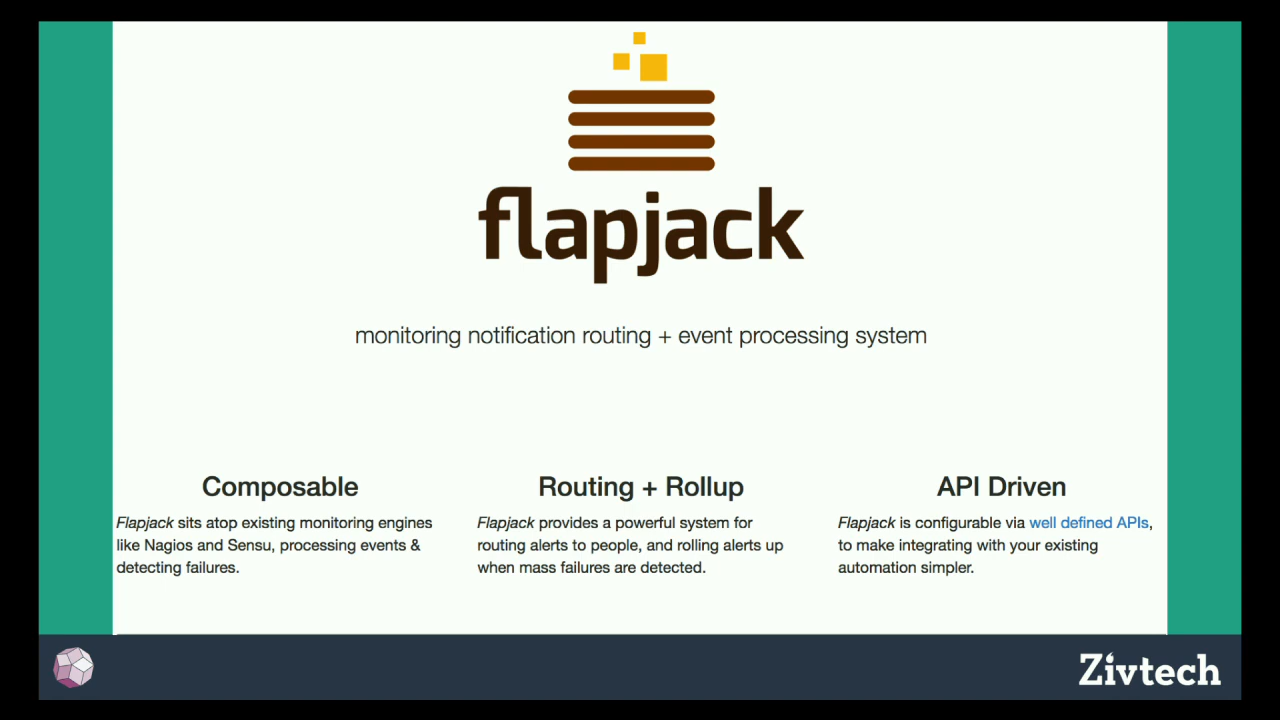 flapjack
monitoring notification routing + event processing system
Composable
Flapjack sits atop existing monitoring engines
like Nagios and Sensu, processing events &
detecting failures.
Routing + Rollup
Flapjack provides a powerful system for
routing alerts to people, and rolling alerts up
when mass failures are detected.
API Driven
Flapjack is configurable via well defined APIs,
to make integrating with your existing
automation simpler.
Zivtech